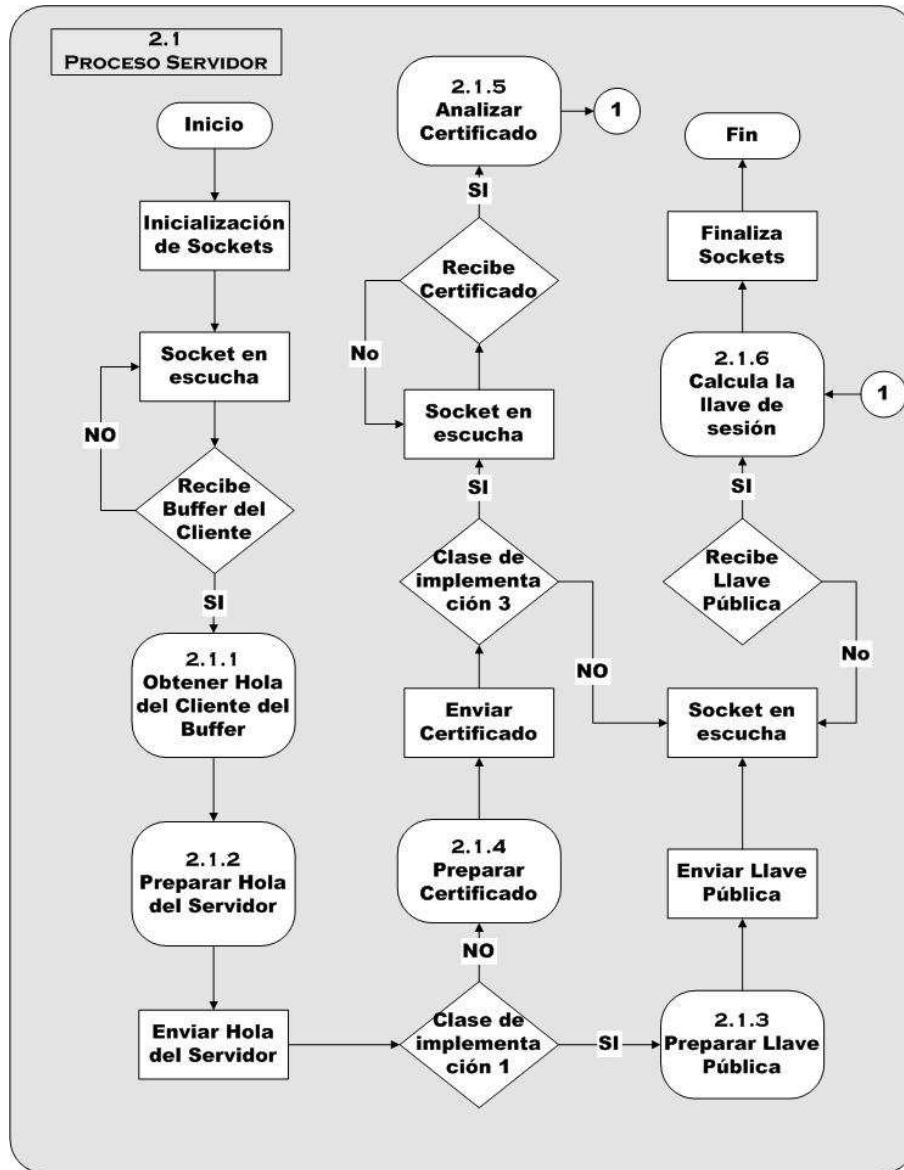 2.1
PROCESO SERVIDOR
Inicio
Inicialización
de Sockets
Socket en
escucha
NO
Recibe
Buffer del
Cliente
SI
2.1.1
Obtener Hola
del Cliente del
Buffer
2.1.2
Preparar Hola
del Servidor
Enviar Hola
del Servidor
2.1.5
Analizar
Certificado
1
SI
Recibe
Certificado
No
Socket en
escucha
SI
Clase de
implementa
ción 3
NO
Enviar
Certificado
2.1.4
Preparar
Certificado
NO
Clase de
implementa
ción 1
SI
Fin
Finaliza
Sockets
2.1.6
Calcula la
llave de
sesión
1
SI
Recibe
Llave
Pública
No
Socket en
escucha
Enviar Llave
Pública
2.1.3
Preparar Llave
Pública